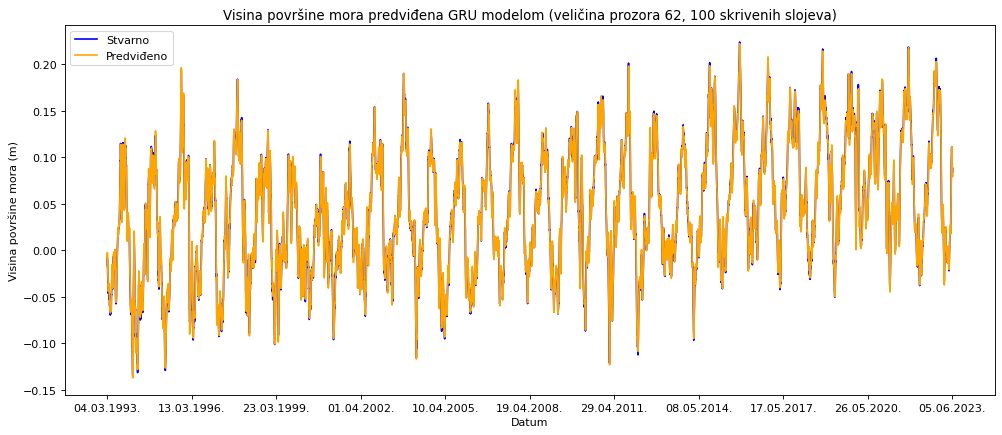 Visina površine mora predviđena GRU modelom (veličina prozora 62, 100 skrivenih slojeva)
Stvarno
Predviđeno
Visina površine mora (m)
0.20
0.15
0.10
0.05
0.00
−0.05
−0.10
−0.15
04.03.1993. 13.03.1996. 23.03.1999. 01.04.2002. 10.04.2005. 19.04.2008. 29.04.2011. 08.05.2014. 17.05.2017. 26.05.2020. 05.06.2023.
Datum